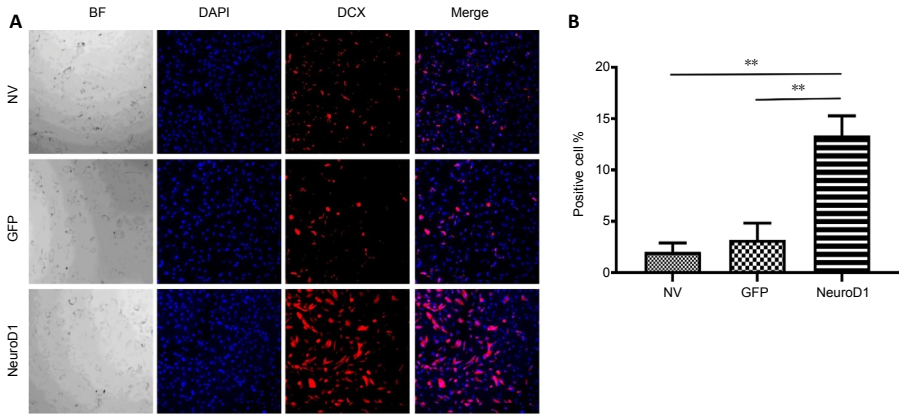 A
BF DAPI DCX Merge
NV
GFP
NeuroD1
B
Positive cell %
20
15
10
5
0
**
**
NV GFP NeuroD1